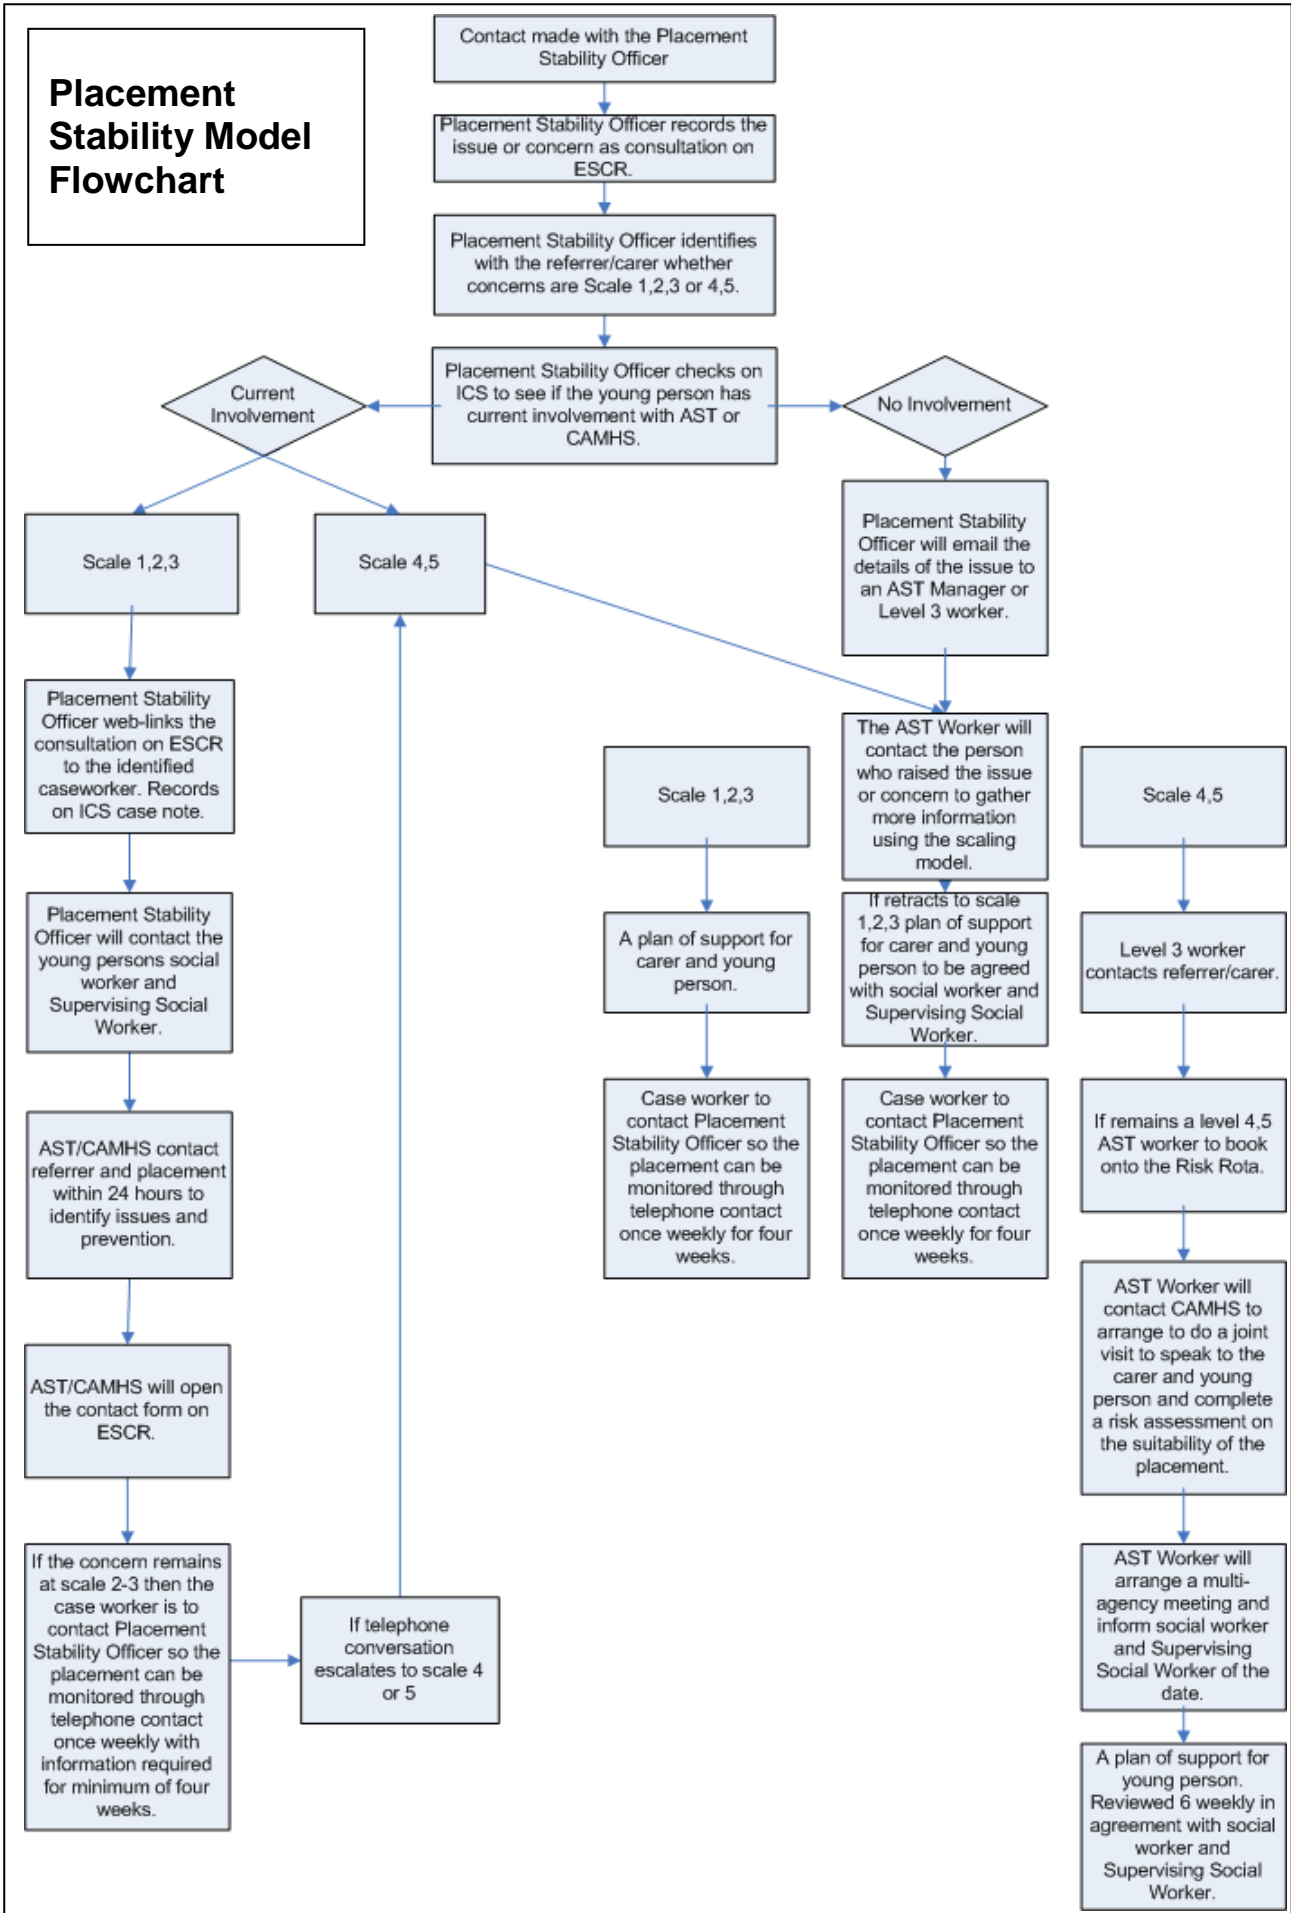 Placement
Stability Model
Flowchart
Contact made with the Placement
Stability Officer
Placement Stability Officer records the
issue or concern as consultation on
ESCR.
Placement Stability Officer identifies
with the referrer/carer whether
concerns are Scale 1,2,3 or 4,5.
Placement Stability Officer checks on
ICS to see if the young person has
current involvement with AST or
CAMHS.
Current
Involvement
No Involvement
Scale 1,2,3
Scale 4,5
Placement Stability
Officer will email the
details of the issue to
an AST Manager or
Level 3 worker.
Placement Stability
Officer web-links the
consultation on ESCR
to the identified
caseworker. Records
on ICS case note.
Placement Stability
Officer will contact the
young persons social
worker and
Supervising Social
Worker.
AST/CAMHS contact
referrer and placement
within 24 hours to
identify issues and
prevention.
AST/CAMHS will open
the contact form on
ESCR.
If the concern remains
at scale 2-3 then the
case worker is to
contact Placement
Stability Officer so the
placement can be
monitored through
telephone contact
once weekly with
information required
for minimum of four
weeks.
If telephone
conversation
escalates to scale 4
or 5
Scale 1,2,3
A plan of support for
carer and young
person.
Case worker to
contact Placement
Stability Officer so the
placement can be
monitored through
telephone contact
once weekly for four
weeks.
The AST Worker will
contact the person
who raised the issue
or concern to gather
more information
using the scaling
model.
If retracts to scale
1,2,3 plan of support
for carer and young
person to be agreed
with social worker and
Supervising Social
Worker.
Case worker to
contact Placement
Stability Officer so the
placement can be
monitored through
telephone contact
once weekly for four
weeks.
Scale 4,5
Level 3 worker
contacts referrer/carer.
If remains a level 4,5
AST worker to book
onto the Risk Rota.
AST Worker will
contact CAMHS to
arrange to do a joint
visit to speak to the
carer and young
person and complete
a risk assessment on
the suitability of the
placement.
AST Worker will
arrange a multi-
agency meeting and
inform social worker
and Supervising
Social Worker of the
date.
A plan of support for
young person.
Reviewed 6 weekly in
agreement with social
worker and
Supervising Social
Worker.